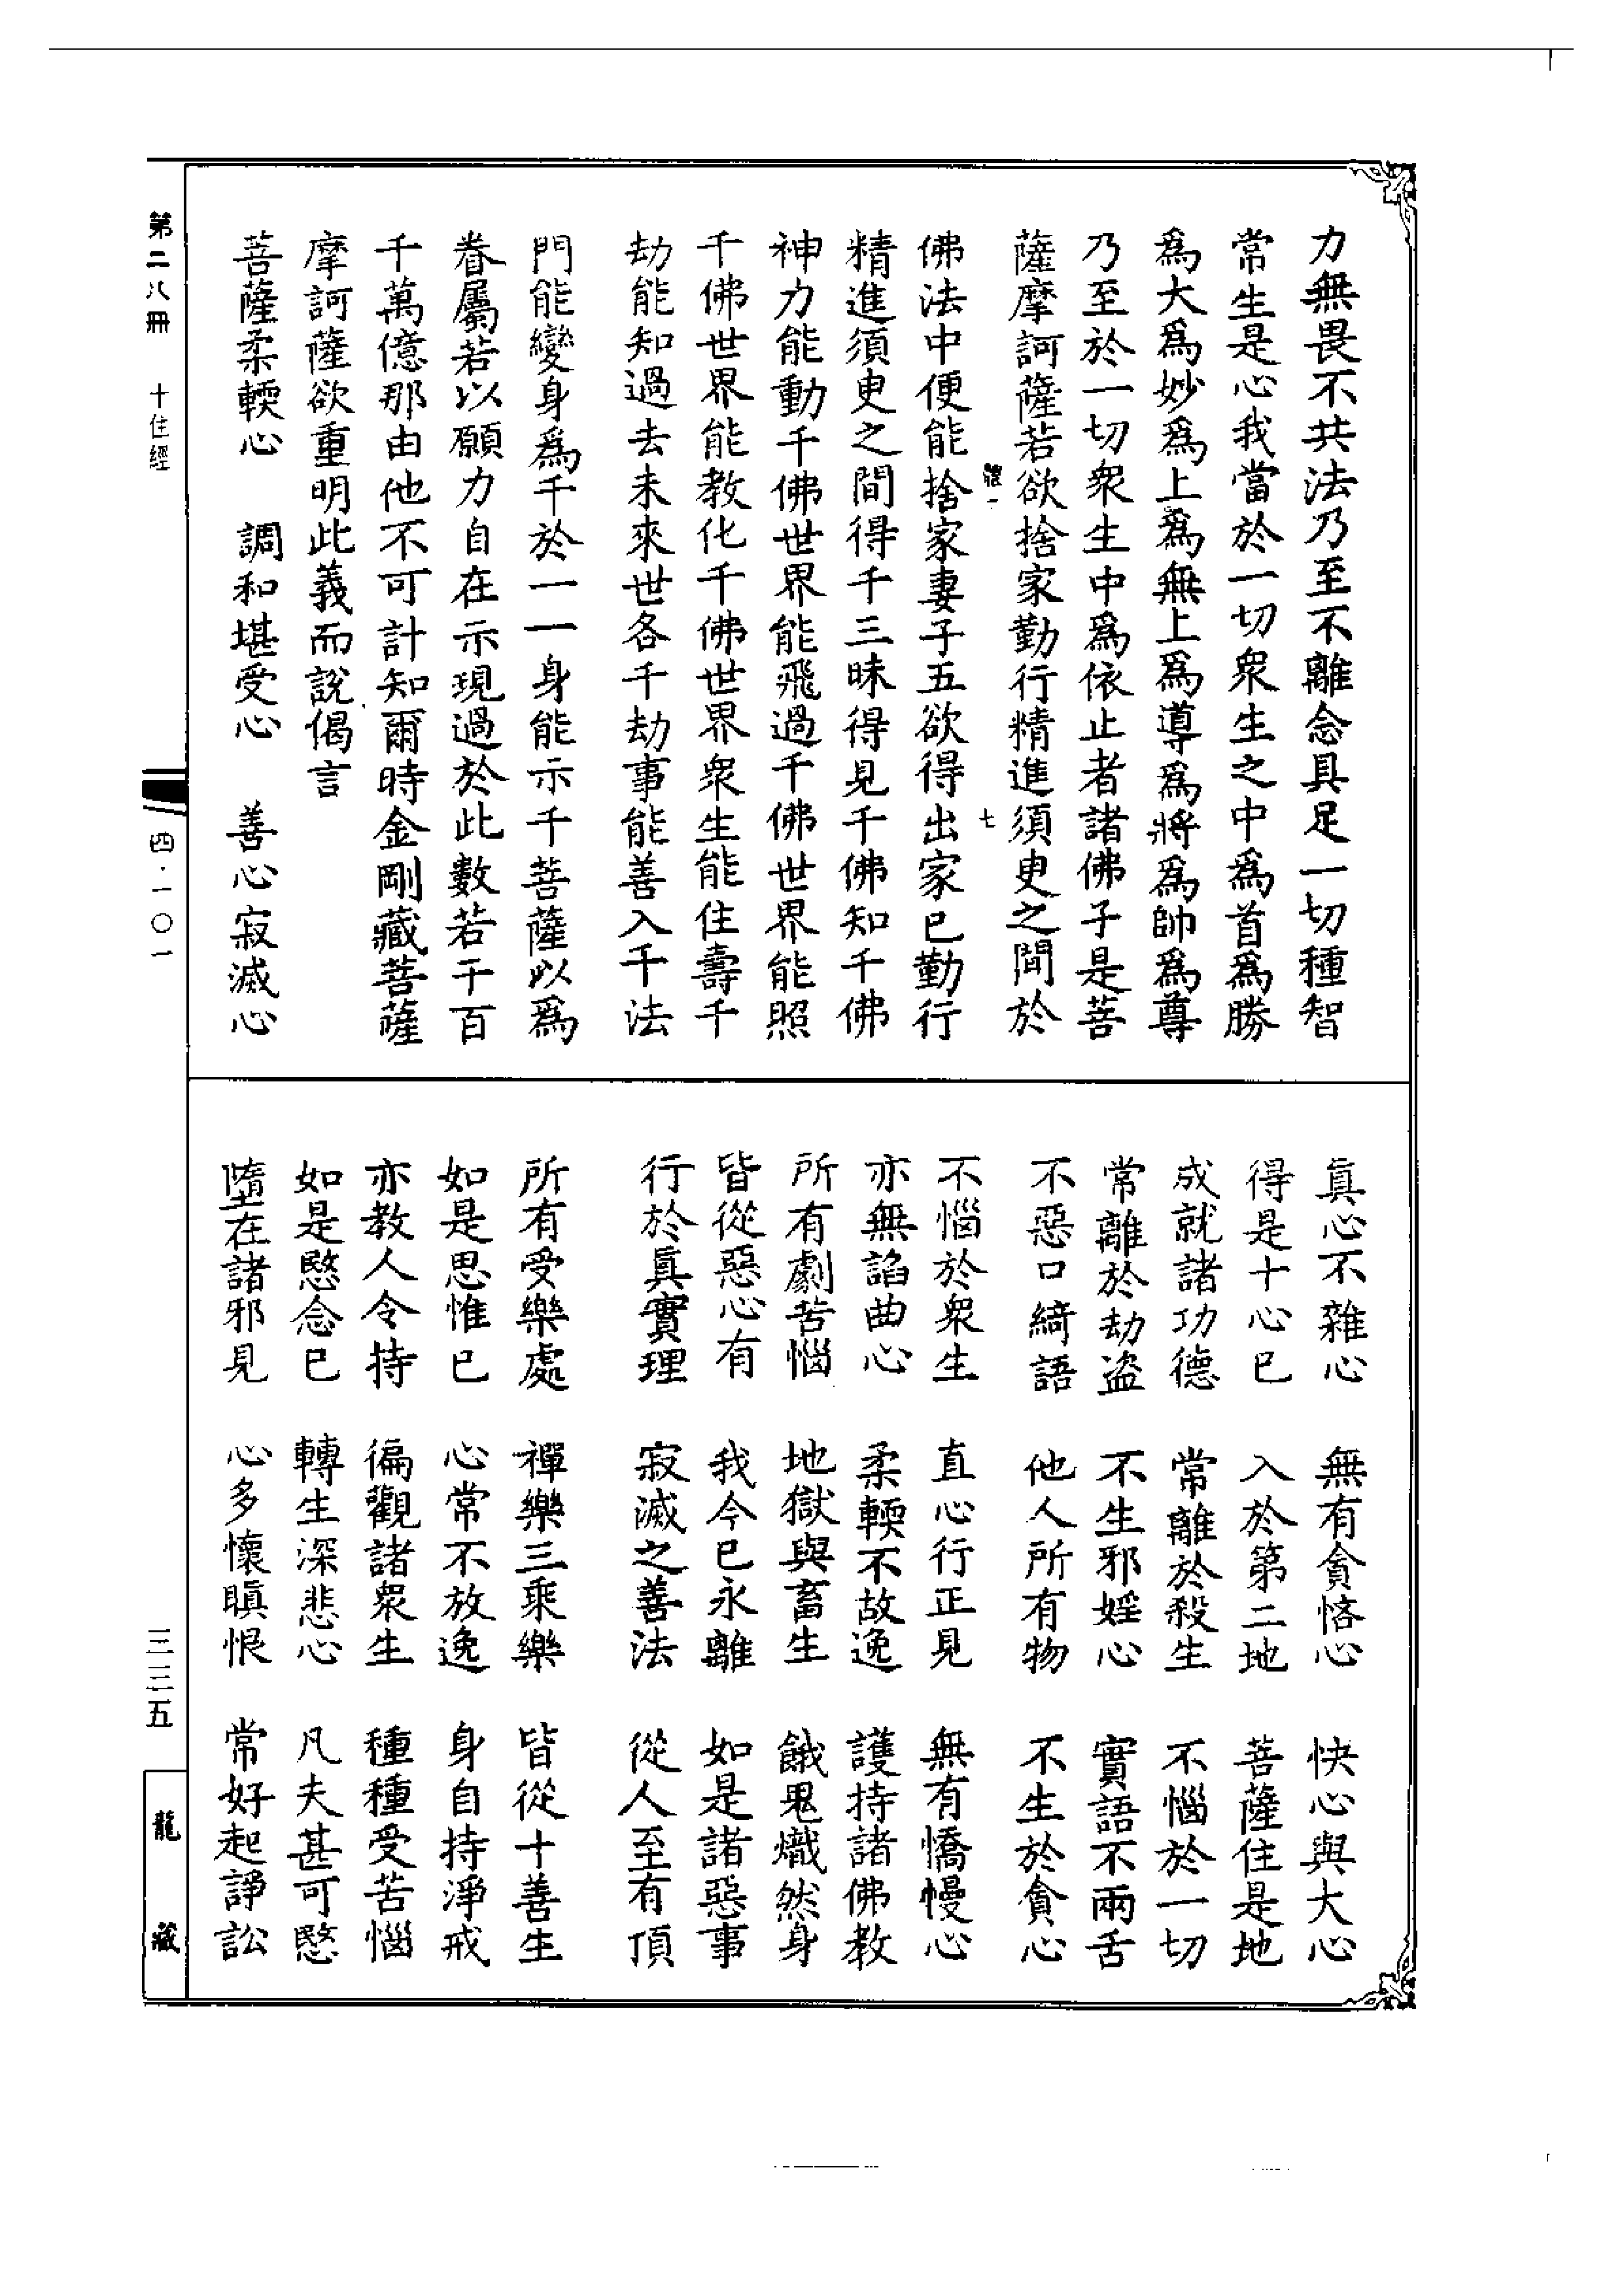 力無畏不共法乃至不離念具足一切種智
常生是心我當於一切衆生之中爲首爲勝
爲大爲妙爲上爲無上爲導爲將爲帥爲尊
乃至於一切衆生中爲依止者諸佛子是菩
薩摩訶薩若欲捨家勤行精進須臾之間於
七
佛法中便能捨家妻子五欲得出家已勤行
精進須臾之間得千三昧得見千佛知千佛
神力能動千佛世界能飛過千佛世界能照
千佛世界能教化千佛世界衆生能住壽千
劫能知過去未來世各千劫事能善入千法
門能變身爲千於一一身能示千菩薩以爲
眷屬若以願力自在示現過於此數若干百
千萬億那由他不可計知爾時金剛藏菩薩
摩訶薩欲重明此義而說偈言
菩薩柔輭心　調和堪受心　善心寂滅心
真心不雜心　無有貪悋心　快心與大心
得是十心已　入於第二地　菩薩住是地
成就諸功德　常離於殺生　不惱於一切
常離於劫盜　不生邪婬心　實語不兩舌
不惡口綺語　他人所有物　不生於貪心
不惱於衆生　直心行正見　無有憍慢心
亦無諂曲心　柔輭不放逸　護持諸佛教
所有劇苦惱　地獄與畜生　餓鬼熾然身
皆從惡心有　我今已永離　如是諸惡事
行於真實理　寂滅之善法　從人至有頂
所有受樂處　禪樂三乘樂　皆從十善生
如是思惟已　心常不放逸　身自持淨戒
亦教人令持　徧觀諸衆生　種種受苦惱
如是愍念已　轉生深悲心　凡夫甚可愍
墮在諸邪見　心多懷瞋恨　常好起諍訟
第二八冊　十住經
四·一〇一
三三五
龍藏